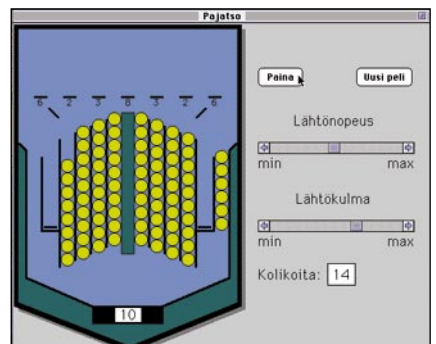 Pajatso
Paina
Uusi peli
6 2 3 8 3 2 6
Lähtönopeus
min max
Lähtökulma
min max
Kolikoita: 14
10